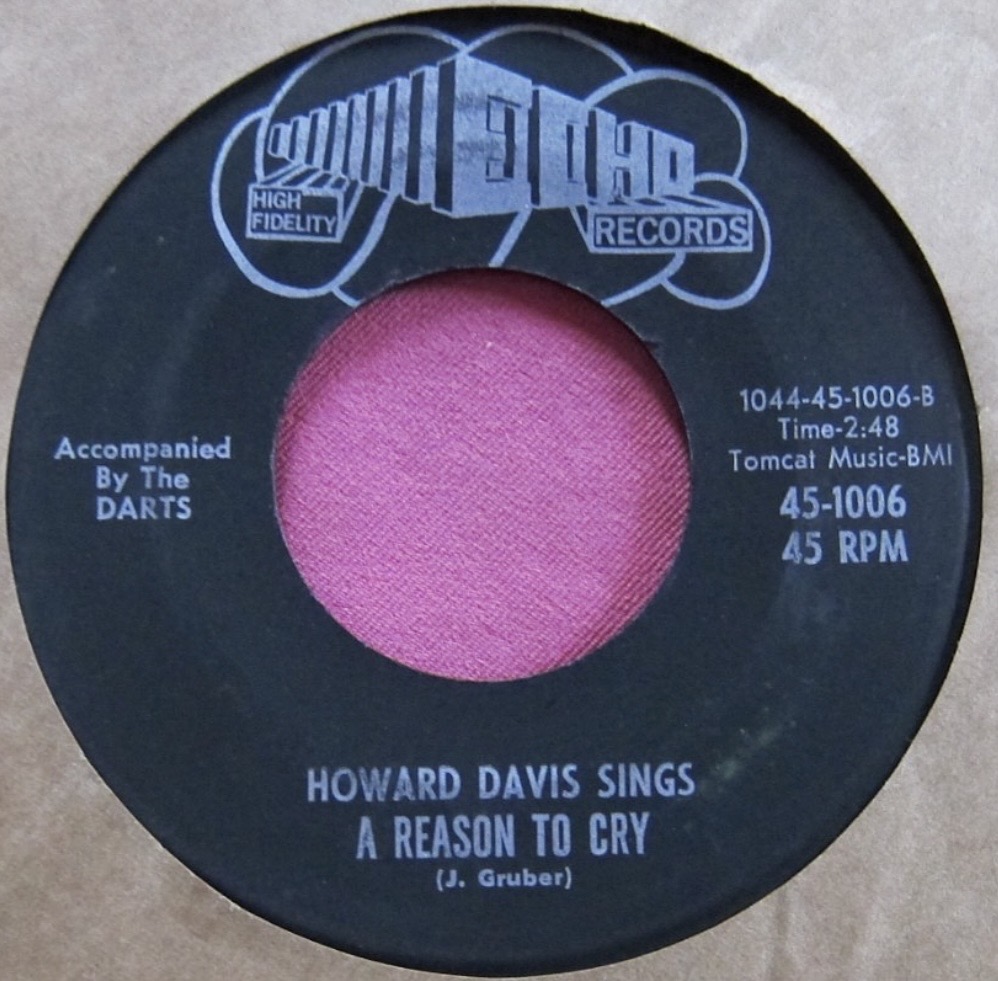 ECHO
HIGH
FIDELITY
RECORDS
Accompanied
By The
DARTS
1044-45-1006-B
Time-2:48
Tomcat Music-BMI
45-1006
45 RPM
HOWARD DAVIS SINGS
A REASON TO CRY
(J. Gruber)